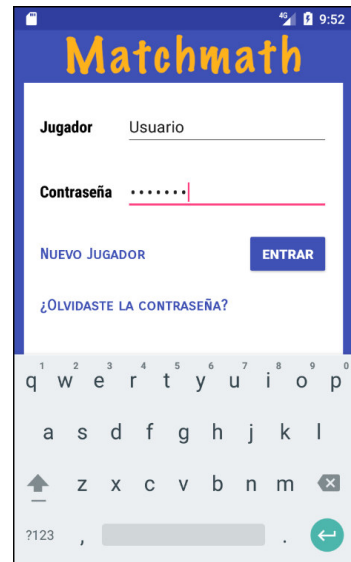 4G 9:52
Matchmath
Jugador Usuario
Contraseña •••••••
NUEVO JUGADOR ENTRAR
¿OLVIDASTE LA CONTRASEÑA?
1 2 3 4 5 6 7 8 9 0
q w e r t y u i o p
a s d f g h j k l
z x c v b n m
?123 , .